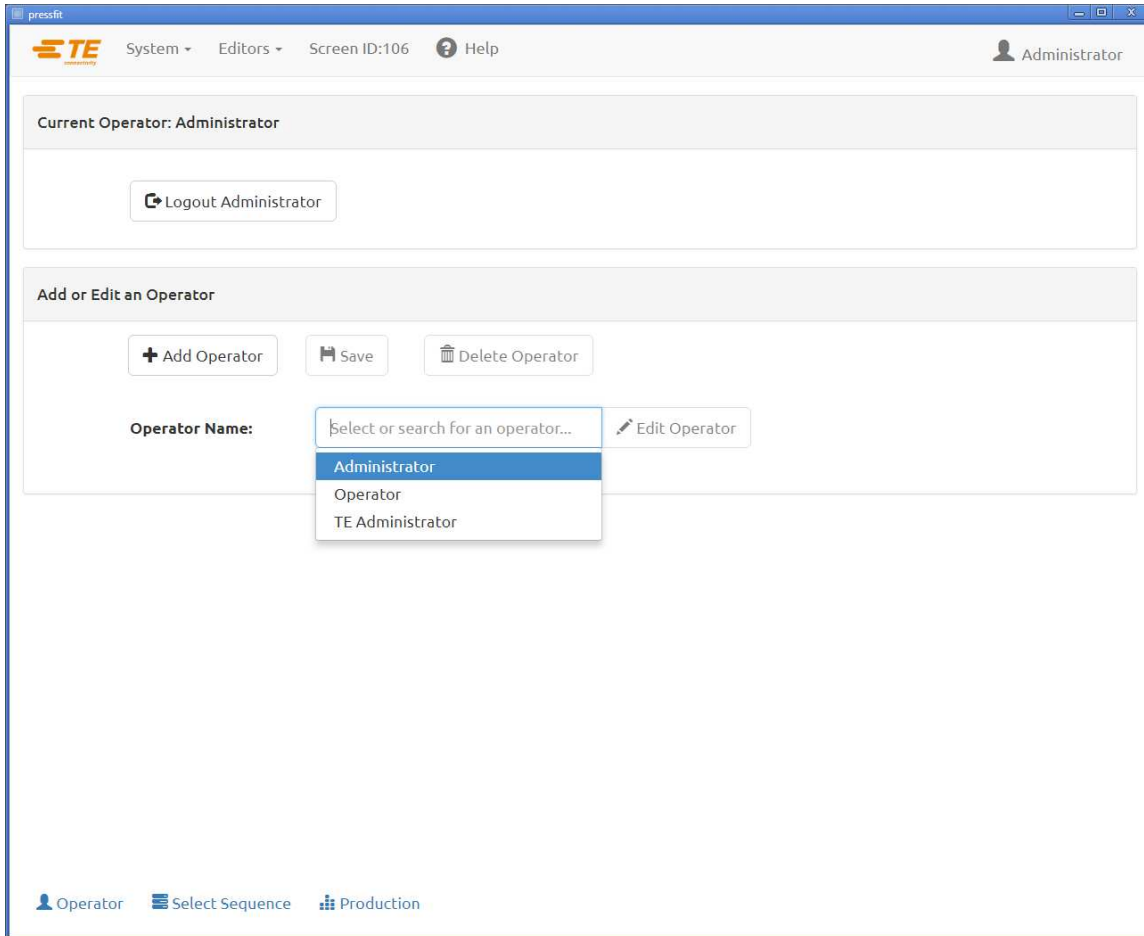 pressfit
TE
connectivity
System Editors Screen ID:106 Help Administrator
Current Operator: Administrator
Logout Administrator
Add or Edit an Operator
Add Operator Save Delete Operator
Operator Name: Select or search for an operator... Edit Operator
Administrator
Operator
TE Administrator
Operator Select Sequence Production